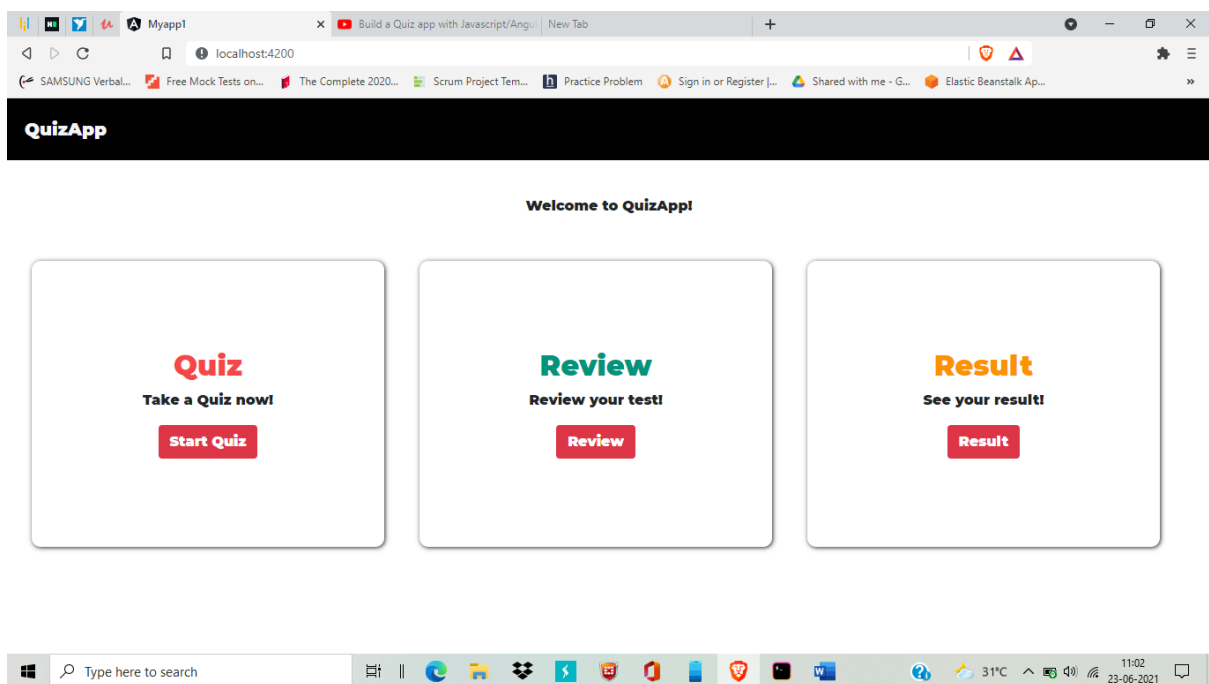 Myapp1
Build a Quiz app with Javascript/Angu
New Tab
localhost:4200
SAMSUNG Verbal...
Free Mock Tests on...
The Complete 2020...
Scrum Project Tem...
Practice Problem
Sign in or Register |...
Shared with me - G...
Elastic Beanstalk Ap...
QuizApp
Welcome to QuizApp!
Quiz
Take a Quiz now!
Start Quiz
Review
Review your test!
Review
Result
See your result!
Result
Type here to search
31°C
11:02
23-06-2021